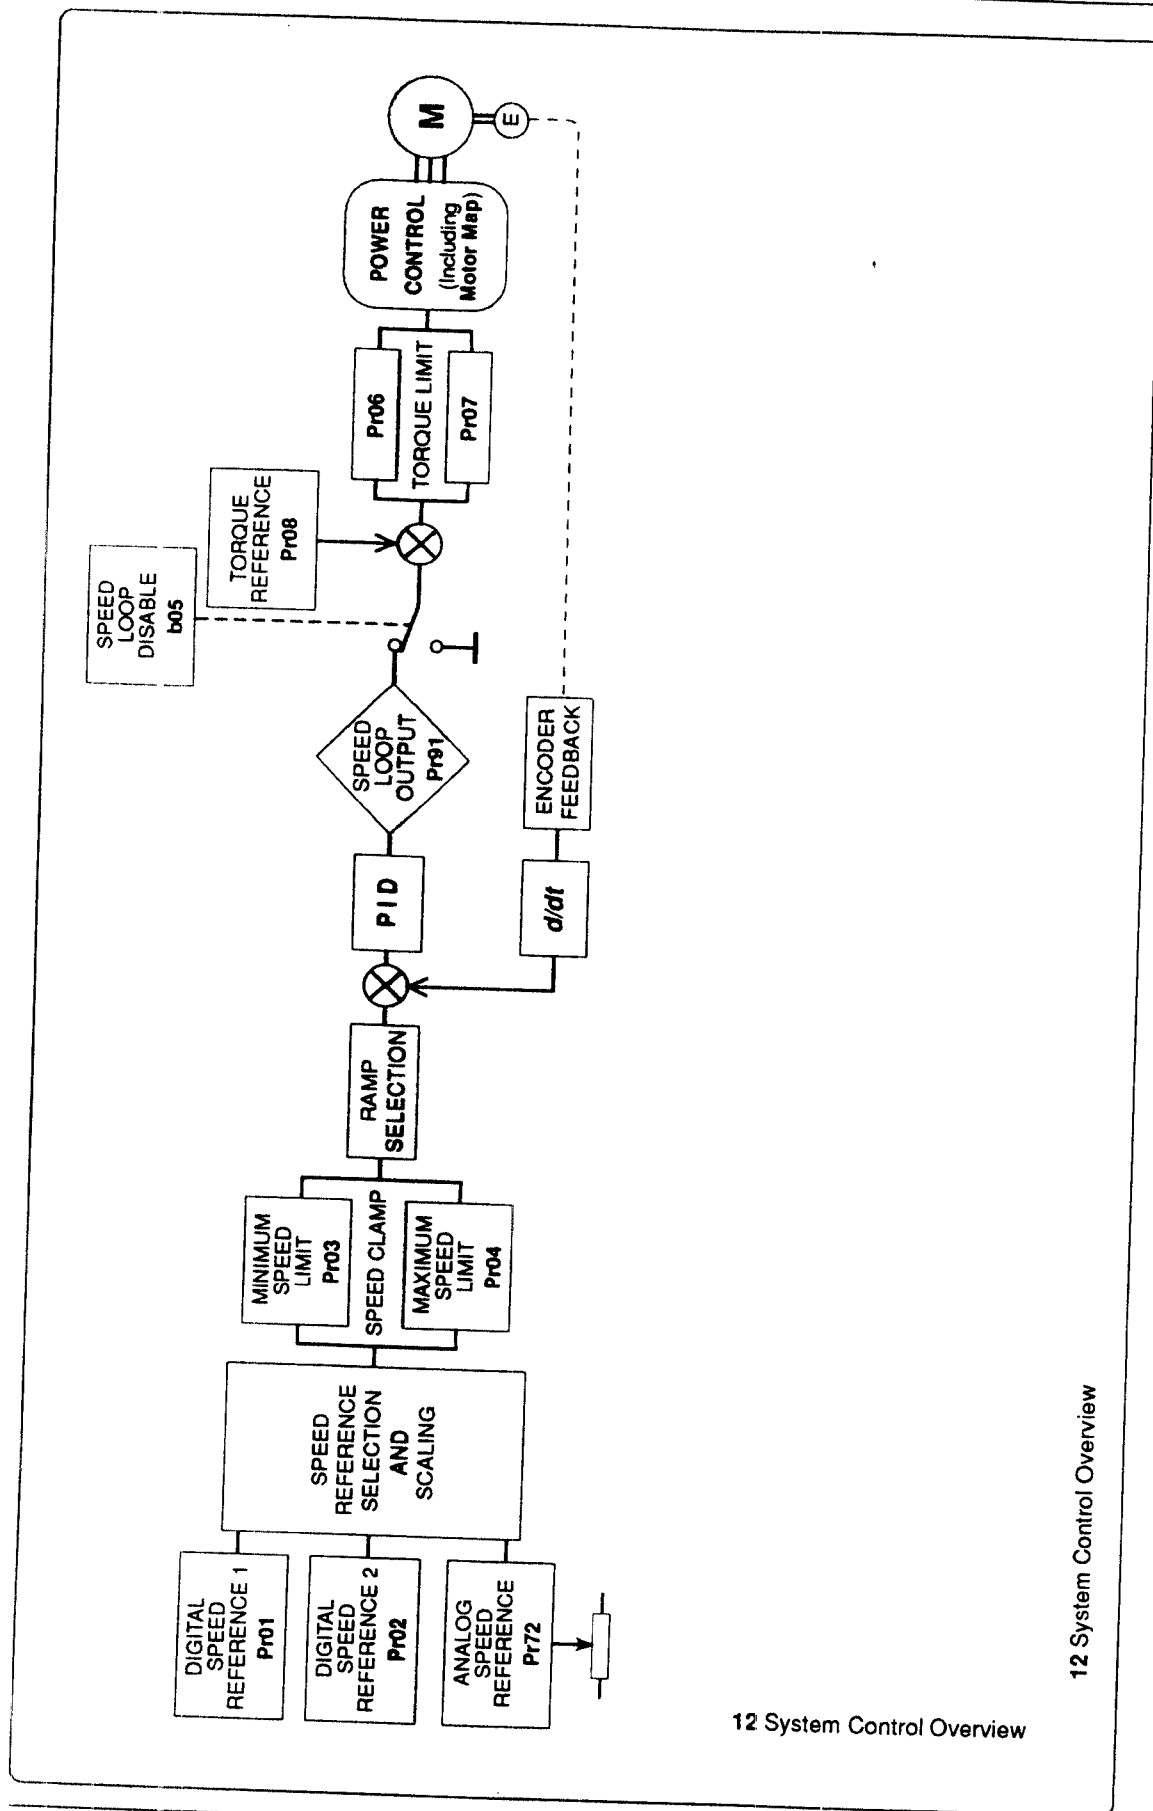 DIGITAL
SPEED
REFERENCE 1
Pr01
DIGITAL
SPEED
REFERENCE 2
Pr02
ANALOG
SPEED
REFERENCE
Pr72
SPEED
REFERENCE
SELECTION
AND
SCALING
MINIMUM
SPEED
LIMIT
Pr03
SPEED CLAMP
MAXIMUM
SPEED
LIMIT
Pr04
RAMP
SELECTION
PID
d/dt
ENCODER
FEEDBACK
SPEED
LOOP
OUTPUT
Pr91
SPEED
LOOP
DISABLE
b05
TORQUE
REFERENCE
Pr08
Pr06
TORQUE LIMIT
Pr07
POWER
CONTROL
(Including
Motor Map)
M
E
12 System Control Overview
12 System Control Overview